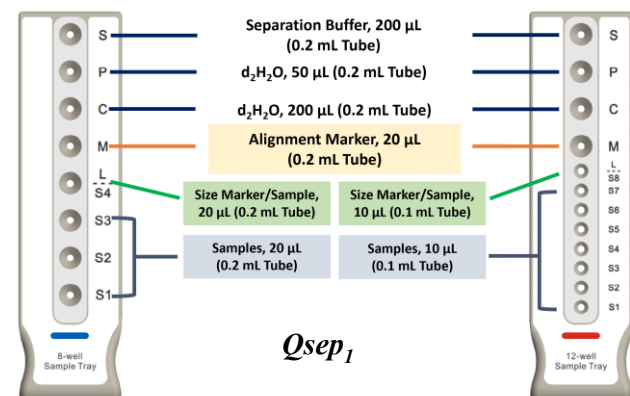 S
Separation Buffer, 200 µL
(0.2 mL Tube)
S
P
d₂H₂O, 50 µL (0.2 mL Tube)
P
C
d₂H₂O, 200 µL (0.2 mL Tube)
C
M
Alignment Marker, 20 µL
(0.2 mL Tube)
M
L
S4
Size Marker/Sample,
20 µL (0.2 mL Tube)
Size Marker/Sample,
10 µL (0.1 mL Tube)
L
S8
S7
S3
S2
S1
Samples, 20 µL
(0.2 mL Tube)
Samples, 10 µL
(0.1 mL Tube)
S6
S5
S4
S3
S2
S1
Qsep₁
8-well
Sample Tray
12-well
Sample Tray